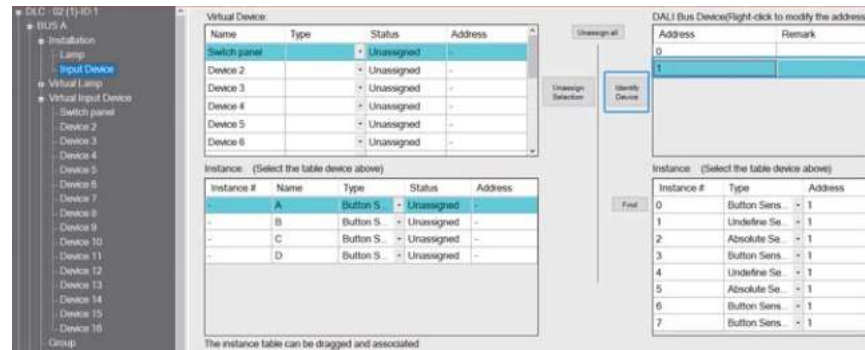 DLC - 02 (1)-ID:1
BUS A
Installation
Lamp
Input Device
Virtual Lamp
Virtual Input Device
Switch panel
Device 2
Device 3
Device 4
Device 5
Device 6
Device 7
Device 8
Device 9
Device 10
Device 11
Device 12
Device 13
Device 14
Device 15
Device 16
Group
Virtual Device:
Name Type Status Address
Switch panel - Unassigned -
Device 2 - Unassigned -
Device 3 - Unassigned -
Device 4 - Unassigned -
Device 5 - Unassigned -
Device 6 - Unassigned -
Instance: (Select the table device above)
Instance # Name Type Status Address
- A Button S... - Unassigned -
- B Button S... - Unassigned -
- C Button S... - Unassigned -
- D Button S... - Unassigned -
The instance table can be dragged and associated
Unassign all
Unassign
Selection
Identify
Device
Find
DALI Bus Device(Right-click to modify the address
Address Remark
0
1
Instance: (Select the table device above)
Instance # Type Address
0 Button Sens... - 1
1 Undefine Se... - 1
2 Absolute Se... - 1
3 Button Sens... - 1
4 Undefine Se... - 1
5 Absolute Se... - 1
6 Button Sens... - 1
7 Button Sens... - 1